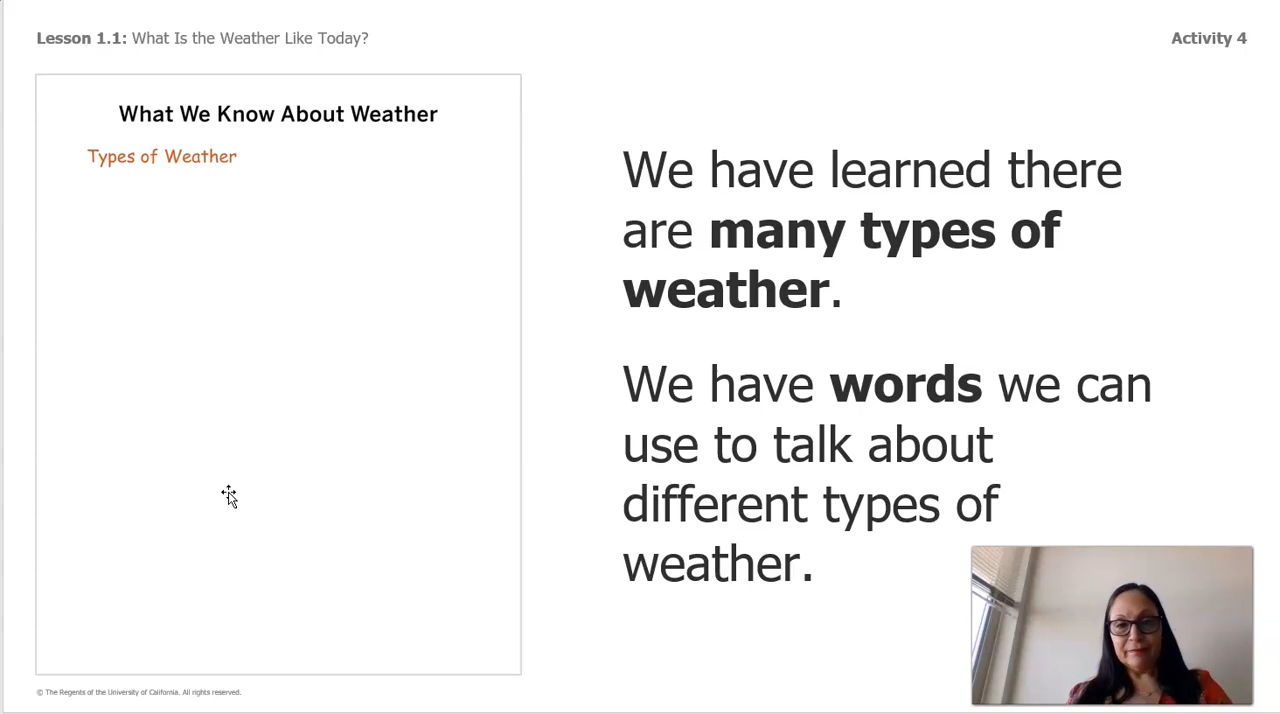 Lesson 1.1: What Is the Weather Like Today?
Activity 4
What We Know About Weather
Types of Weather
We have learned there
are many types of
weather.
We have words we can
use to talk about
different types of
weather.
© The Regents of the University of California. All rights reserved.